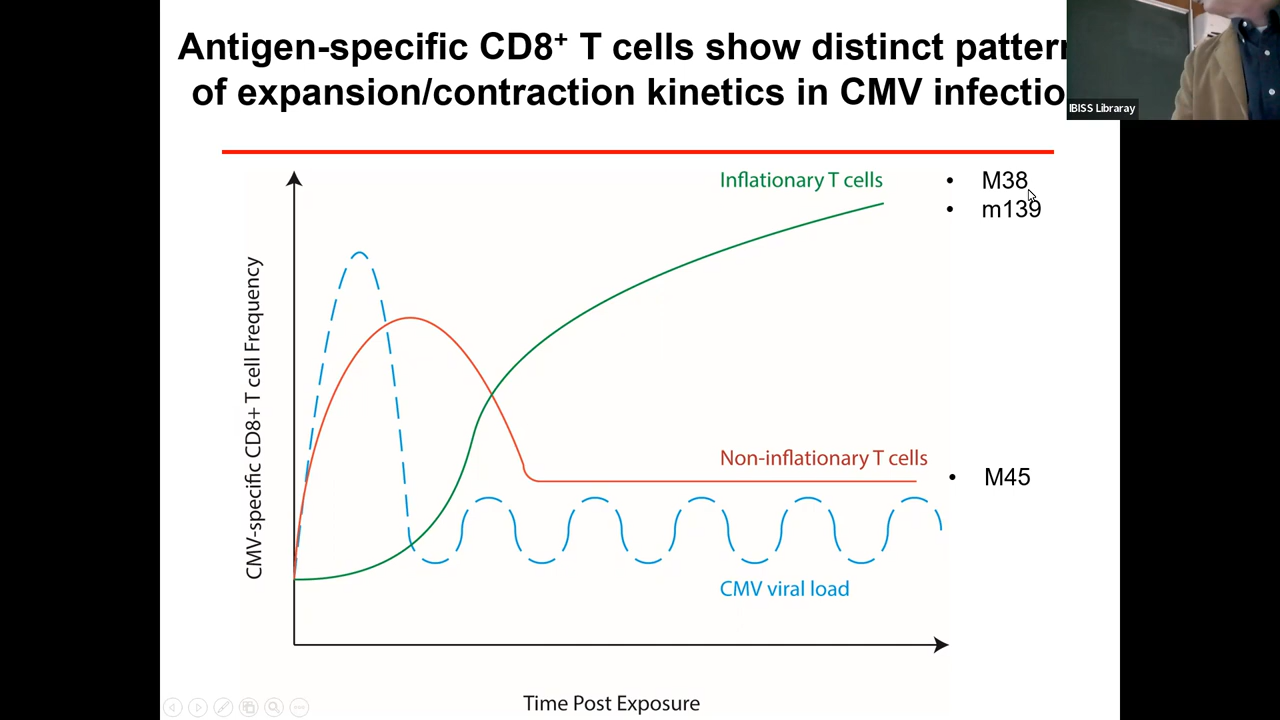 Antigen-specific CD8⁺ T cells show distinct pattern
of expansion/contraction kinetics in CMV infectio
IBISS Libraray
Inflationary T cells
• M38
• m139
CMV-specific CD8+ T cell Frequency
Non-inflationary T cells
• M45
CMV viral load
Time Post Exposure